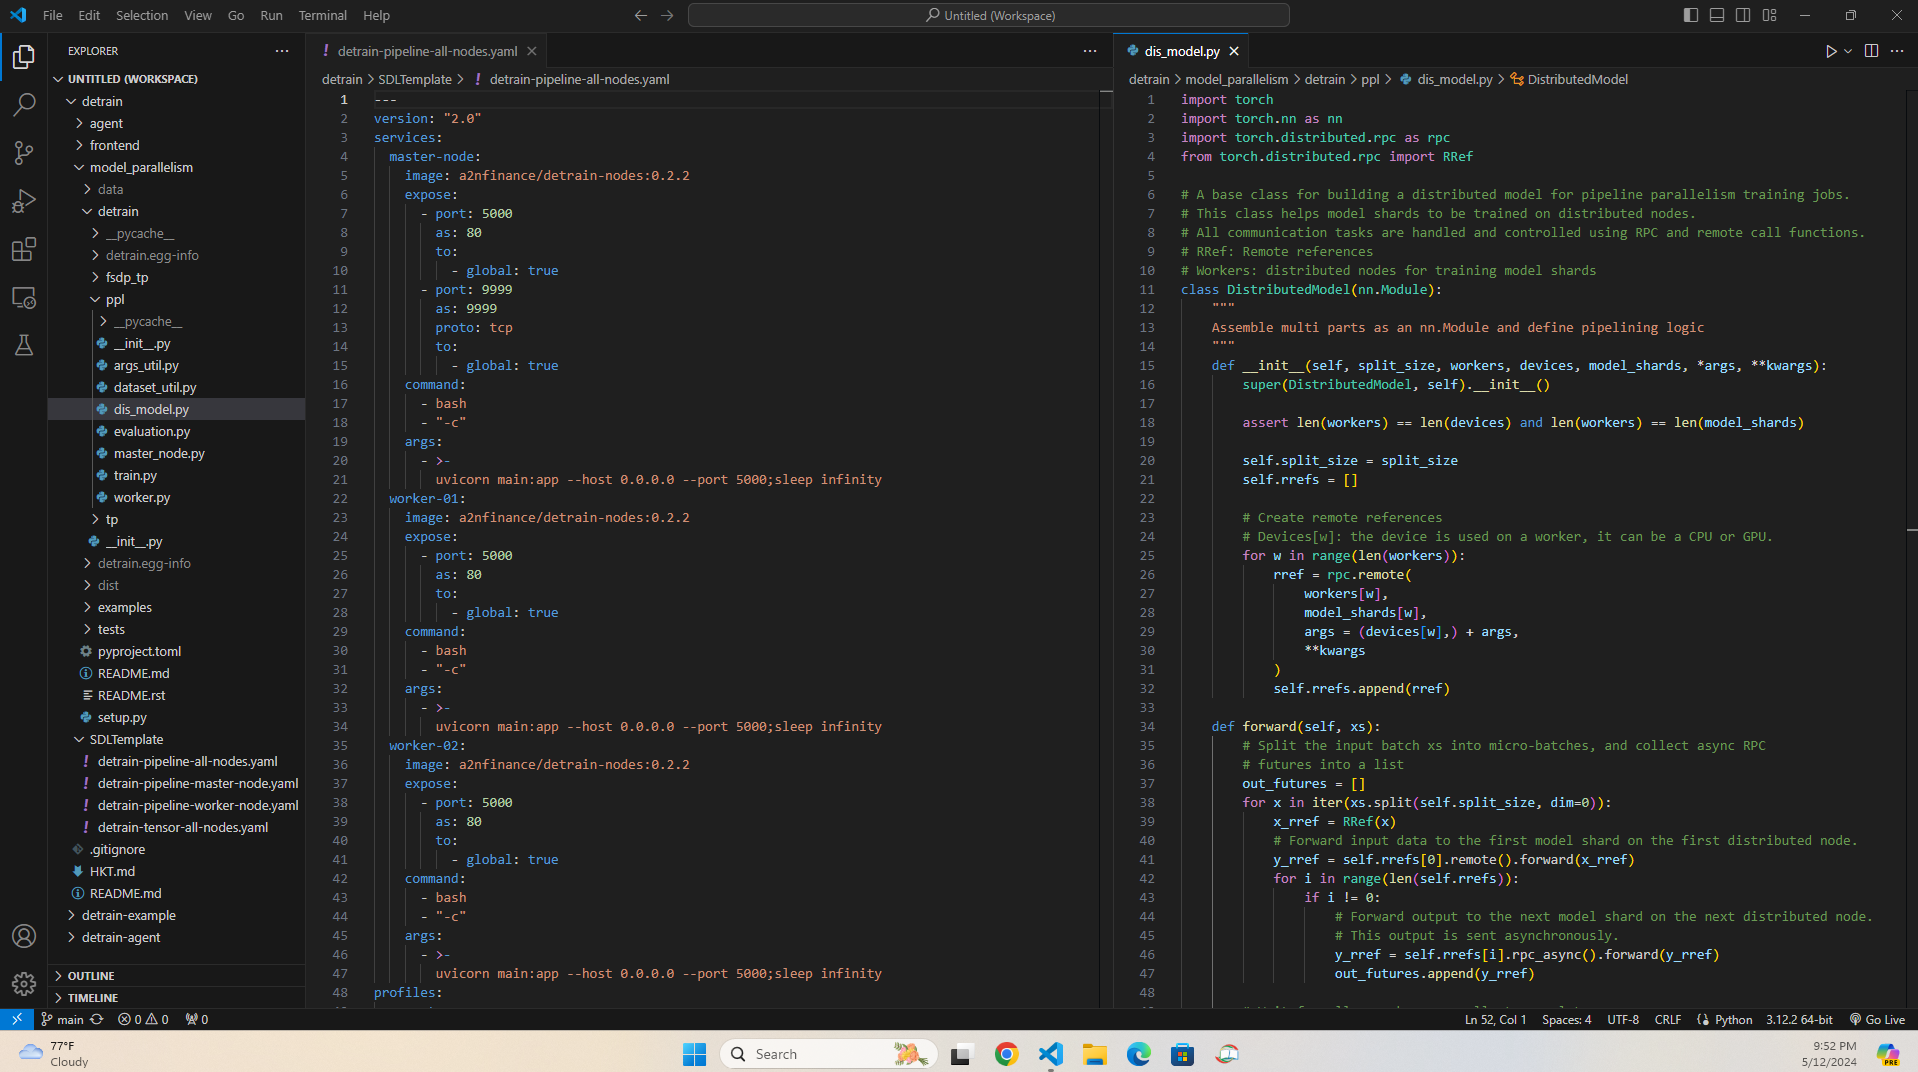 File Edit Selection View Go Run Terminal Help
Untitled (Workspace)
EXPLORER
UNTITLED (WORKSPACE)
detrain
agent
frontend
model_parallelism
data
detrain
__pycache__
detrain.egg-info
fsdp_tp
ppl
__pycache__
__init__.py
args_util.py
dataset_util.py
dis_model.py
evaluation.py
master_node.py
train.py
worker.py
tp
__init__.py
detrain.egg-info
dist
examples
tests
pyproject.toml
README.md
README.rst
setup.py
SDLTemplate
detrain-pipeline-all-nodes.yaml
detrain-pipeline-master-node.yaml
detrain-pipeline-worker-node.yaml
detrain-tensor-all-nodes.yaml
.gitignore
HKT.md
README.md
detrain-example
detrain-agent
OUTLINE
TIMELINE
! detrain-pipeline-all-nodes.yaml
detrain > SDLTemplate > ! detrain-pipeline-all-nodes.yaml
1 ---
2 version: "2.0"
3 services:
4 master-node:
5 image: a2nfinance/detrain-nodes:0.2.2
6 expose:
7 - port: 5000
8 as: 80
9 to:
10 - global: true
11 - port: 9999
12 as: 9999
13 proto: tcp
14 to:
15 - global: true
16 command:
17 - bash
18 - "-c"
19 args:
20 - >-
21 uvicorn main:app --host 0.0.0.0 --port 5000;sleep infinity
22 worker-01:
23 image: a2nfinance/detrain-nodes:0.2.2
24 expose:
25 - port: 5000
26 as: 80
27 to:
28 - global: true
29 command:
30 - bash
31 - "-c"
32 args:
33 - >-
34 uvicorn main:app --host 0.0.0.0 --port 5000;sleep infinity
35 worker-02:
36 image: a2nfinance/detrain-nodes:0.2.2
37 expose:
38 - port: 5000
39 as: 80
40 to:
41 - global: true
42 command:
43 - bash
44 - "-c"
45 args:
46 - >-
47 uvicorn main:app --host 0.0.0.0 --port 5000;sleep infinity
48 profiles:
dis_model.py
detrain > model_parallelism > detrain > ppl > dis_model.py > DistributedModel
1 import torch
2 import torch.nn as nn
3 import torch.distributed.rpc as rpc
4 from torch.distributed.rpc import RRef
5
6 # A base class for building a distributed model for pipeline parallelism training jobs.
7 # This class helps model shards to be trained on distributed nodes.
8 # All communication tasks are handled and controlled using RPC and remote call functions.
9 # RRef: Remote references
10 # Workers: distributed nodes for training model shards
11 class DistributedModel(nn.Module):
12 """
13 Assemble multi parts as an nn.Module and define pipelining logic
14 """
15 def __init__(self, split_size, workers, devices, model_shards, *args, **kwargs):
16 super(DistributedModel, self).__init__()
17
18 assert len(workers) == len(devices) and len(workers) == len(model_shards)
19
20 self.split_size = split_size
21 self.rrefs = []
22
23 # Create remote references
24 # Devices[w]: the device is used on a worker, it can be a CPU or GPU.
25 for w in range(len(workers)):
26 rref = rpc.remote(
27 workers[w],
28 model_shards[w],
29 args = (devices[w],) + args,
30 **kwargs
31 )
32 self.rrefs.append(rref)
33
34 def forward(self, xs):
35 # Split the input batch xs into micro-batches, and collect async RPC
36 # futures into a list
37 out_futures = []
38 for x in iter(xs.split(self.split_size, dim=0)):
39 x_rref = RRef(x)
40 # Forward input data to the first model shard on the first distributed node.
41 y_rref = self.rrefs[0].remote().forward(x_rref)
42 for i in range(len(self.rrefs)):
43 if i != 0:
44 # Forward output to the next model shard on the next distributed node.
45 # This output is sent asynchronously.
46 y_rref = self.rrefs[i].rpc_async().forward(y_rref)
47 out_futures.append(y_rref)
48
main 0 0 0
Ln 52, Col 1 Spaces: 4 UTF-8 CRLF Python 3.12.2 64-bit Go Live
77°F
Cloudy
Search
9:52 PM
5/12/2024
PRE